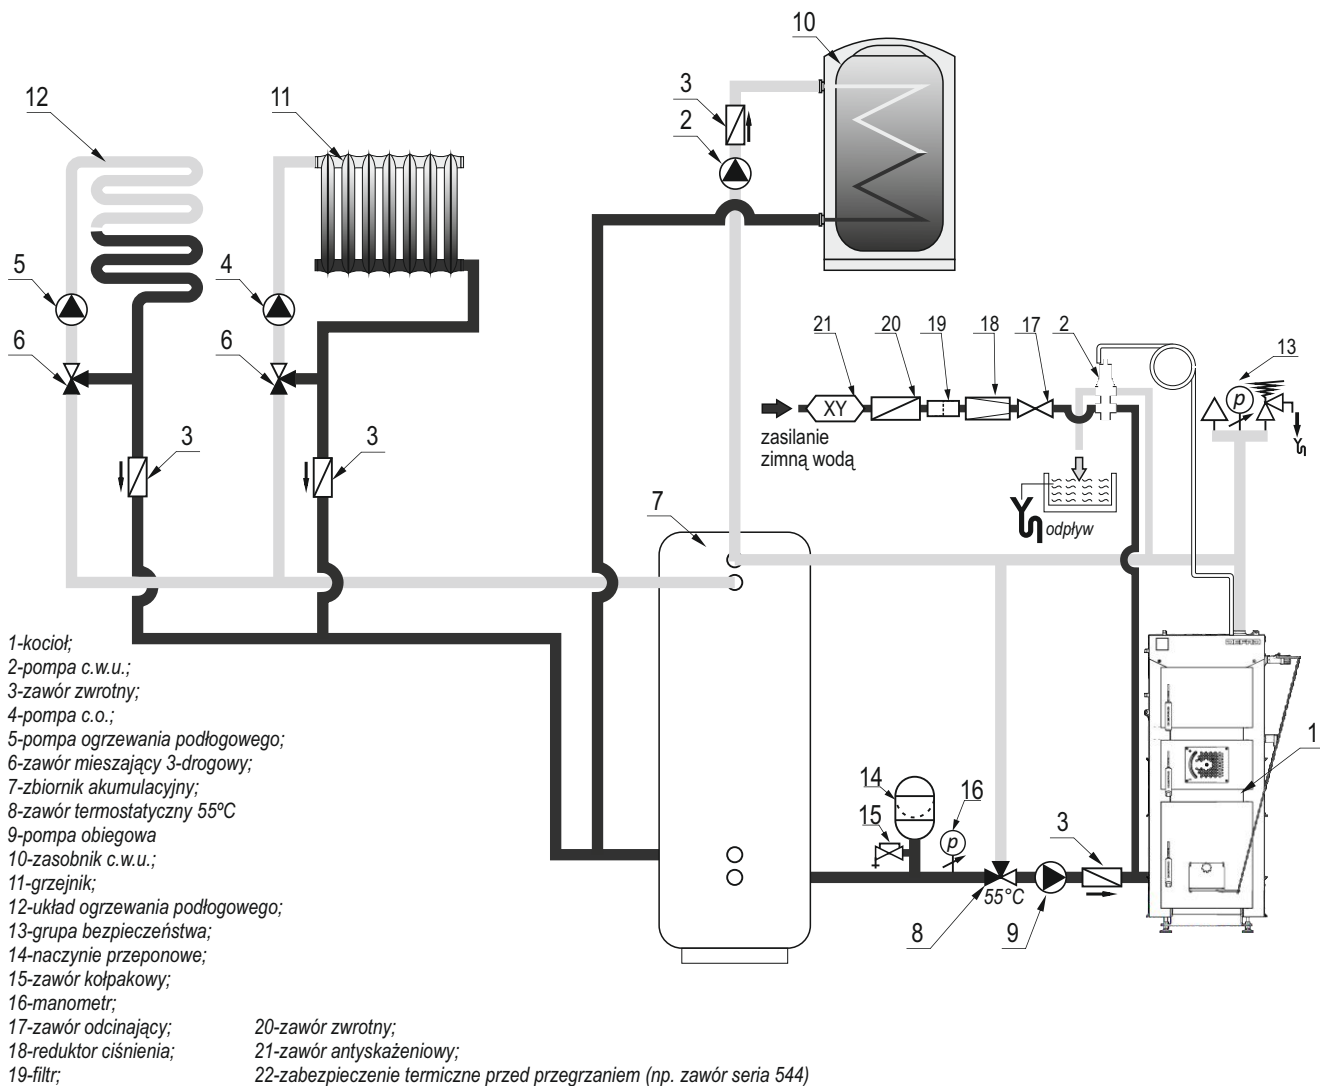 10
12
11
3
2
5
4
6
6
21
20
19
18
17
2
13
XY
p
zasilanie
zimną wodą
3
3
7
odpływ
1-kocioł;
2-pompa c.w.u.;
3-zawór zwrotny;
4-pompa c.o.;
5-pompa ogrzewania podłogowego;
6-zawór mieszający 3-drogowy;
7-zbiornik akumulacyjny;
8-zawór termostatyczny 55ºC
9-pompa obiegowa
10-zasobnik c.w.u.;
11-grzejnik;
12-układ ogrzewania podłogowego;
13-grupa bezpieczeństwa;
14-naczynie przeponowe;
15-zawór kołpakowy;
16-manometr;
17-zawór odcinający;
18-reduktor ciśnienia;
19-filtr;
20-zawór zwrotny;
21-zawór antyskażeniowy;
22-zabezpieczenie termiczne przed przegrzaniem (np. zawór seria 544)
1
14
16
15
p
3
55°C
8
9